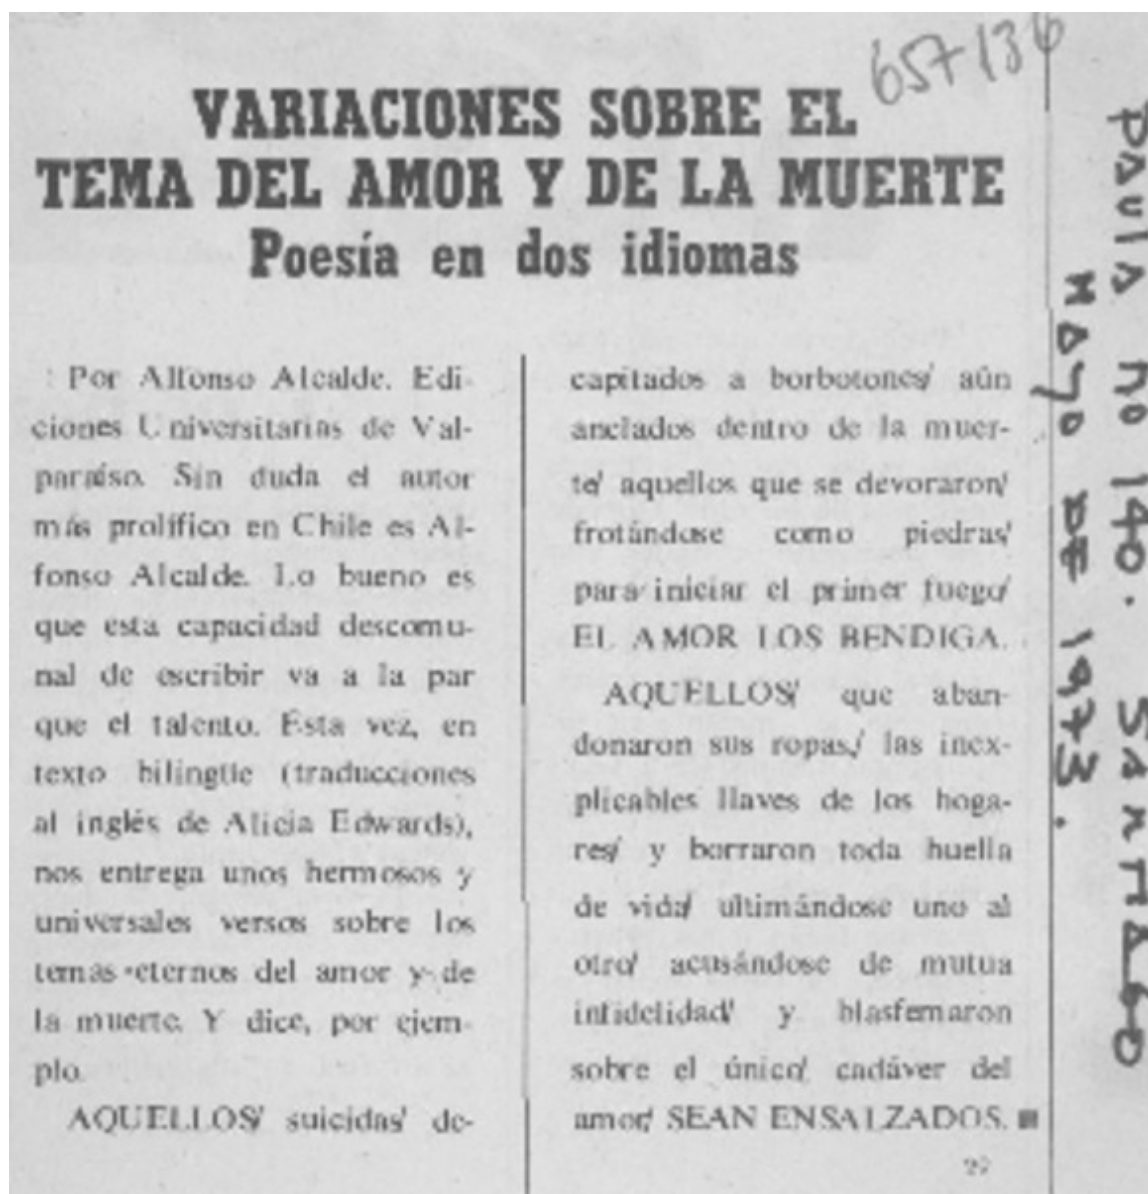 657136
VARIACIONES SOBRE EL
TEMA DEL AMOR Y DE LA MUERTE
Poesía en dos idiomas
Por Alfonso Alcalde. Edi-
ciones Universitarias de Val-
paraíso. Sin duda el autor
más prolífico en Chile es Al-
fonso Alcalde. Lo bueno es
que esta capacidad descomu-
nal de escribir va a la par
que el talento. Esta vez, en
texto bilingüe (traducciones
al inglés de Alicia Edwards),
nos entrega unos hermosos y
universales versos sobre los
temas eternos del amor y de
la muerte. Y dice, por ejem-
plo.
AQUELLOS/ suicidas/ de-
capitados a borbotones/ aún
anclados dentro de la muer-
te/ aquellos que se devoraron/
frotándose como piedras/
para iniciar el primer fuego/
EL AMOR LOS BENDIGA.
AQUELLOS/ que aban-
donaron sus ropas,/ las inex-
plicables llaves de los hoga-
res/ y borraron toda huella
de vida/ ultimándose uno al
otro/ acusándose de mutua
infidelidad/ y blasfemaron
sobre el único/ cadáver del
amor/ SEAN ENSALZADOS.
29
PAULA No 140. SANTIAGO
MAYO DE 1973.